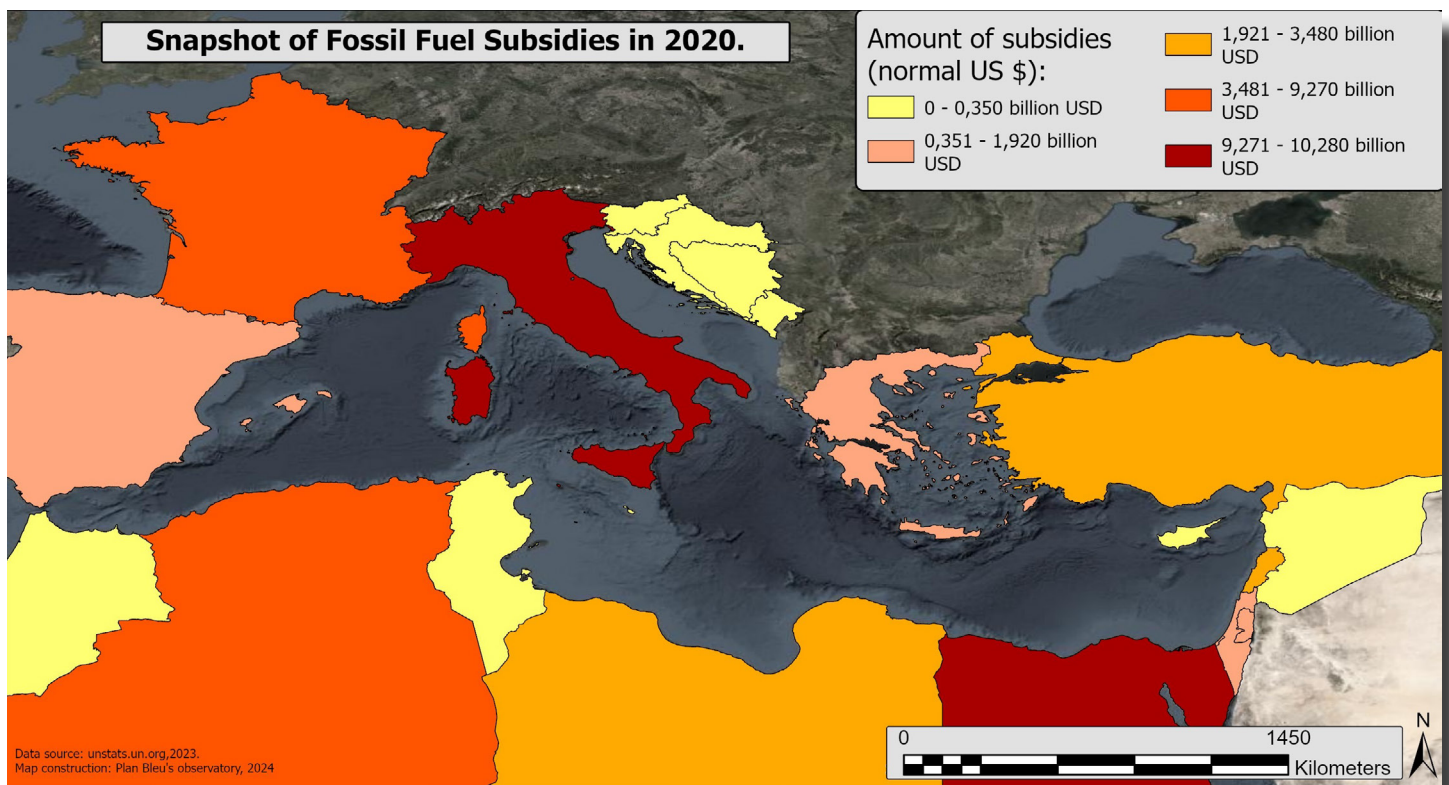 Snapshot of Fossil Fuel Subsidies in 2020.
Amount of subsidies
(normal US $):
0 - 0,350 billion USD
0,351 - 1,920 billion
USD
1,921 - 3,480 billion
USD
3,481 - 9,270 billion
USD
9,271 - 10,280 billion
USD
Data source: unstats.un.org,2023.
Map construction: Plan Bleu's observatory, 2024
0
1450
Kilometers
N